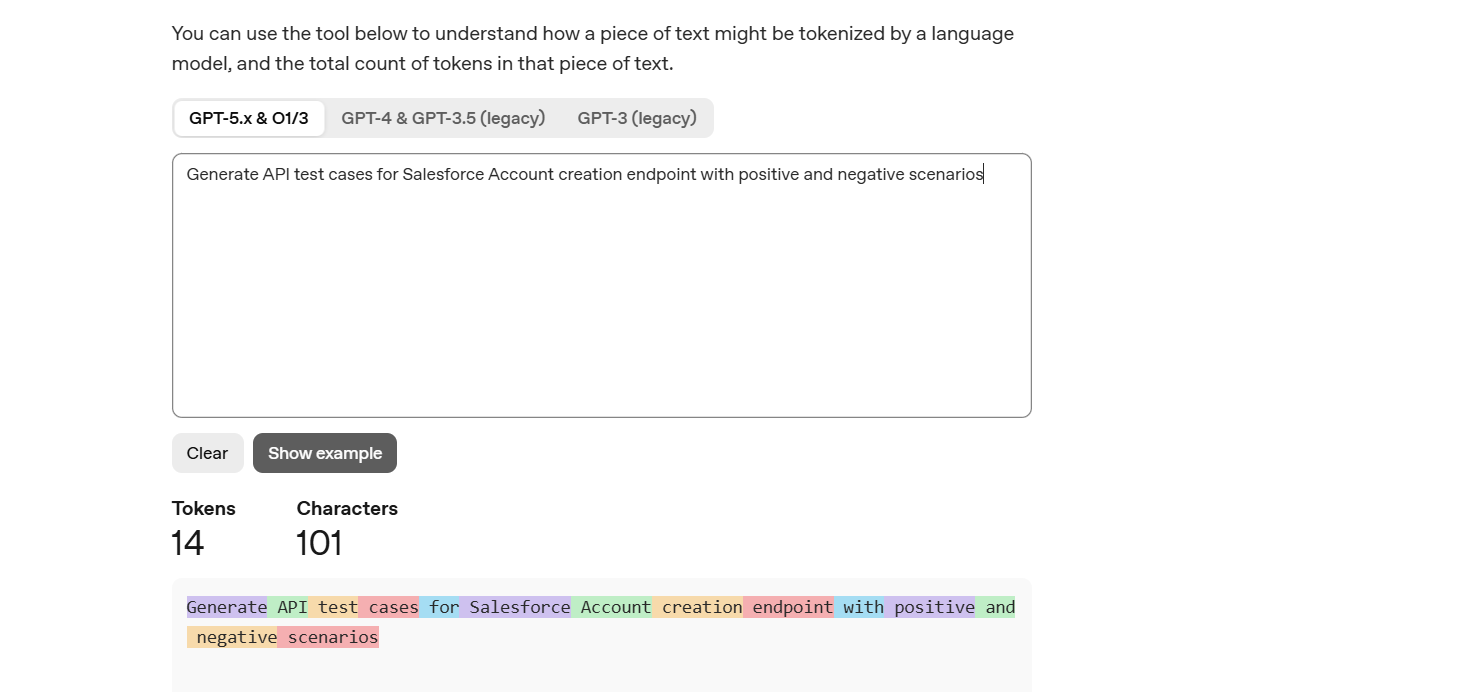 You can use the tool below to understand how a piece of text might be tokenized by a language
model, and the total count of tokens in that piece of text.
GPT-5.x & O1/3 GPT-4 & GPT-3.5 (legacy) GPT-3 (legacy)
Generate API test cases for Salesforce Account creation endpoint with positive and negative scenarios
Clear Show example
Tokens Characters
14 101
Generate API test cases for Salesforce Account creation endpoint with positive and
negative scenarios